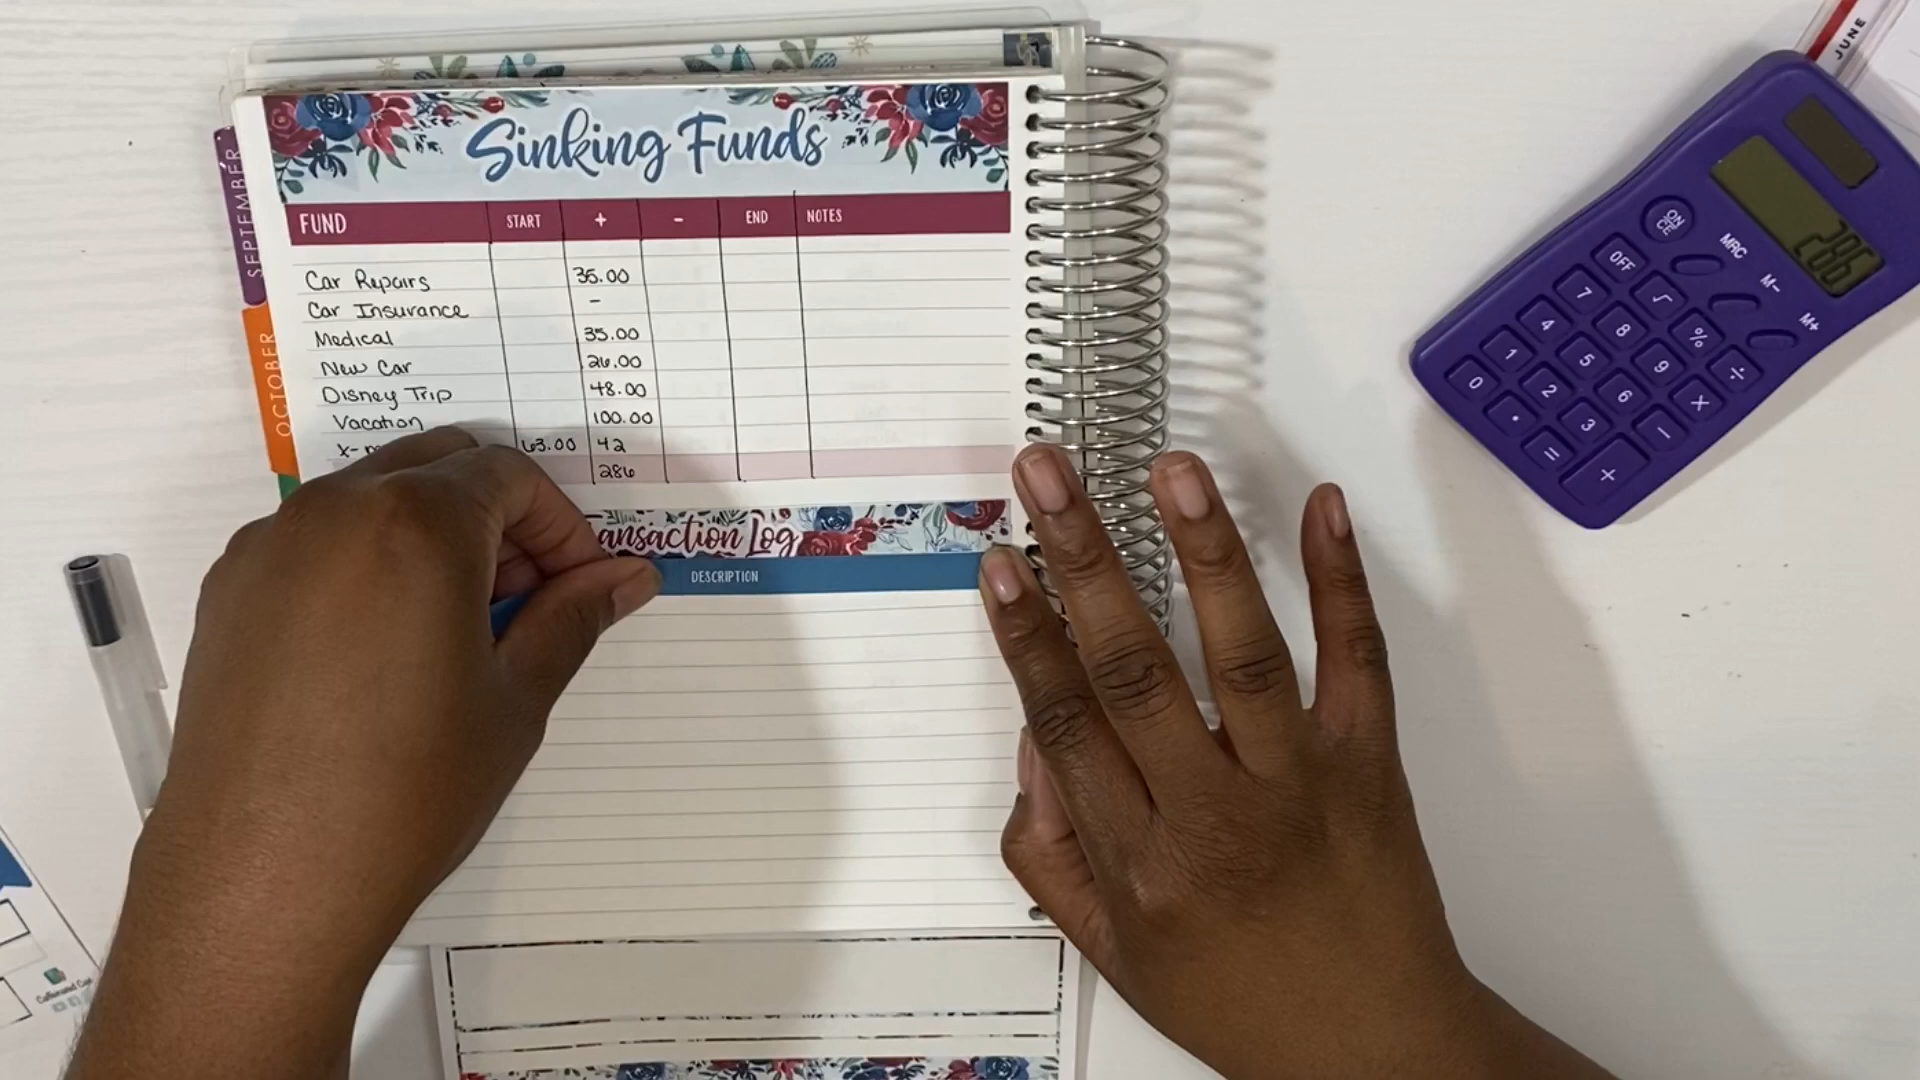 Sinking Funds
FUND START + - END NOTES
Car Repairs 35.00
Car Insurance -
Medical 35.00
New Car 26.00
Disney Trip 48.00
Vacation 100.00
X- 63.00 42
286
ansaction Log
DESCRIPTION
SEPTEMBER
OCTOBER
JUNE
286
ON
CE
MRC
M-
M+
OFF
√
%
÷
7
8
9
×
4
5
6
−
1
2
3
+
0
.
=